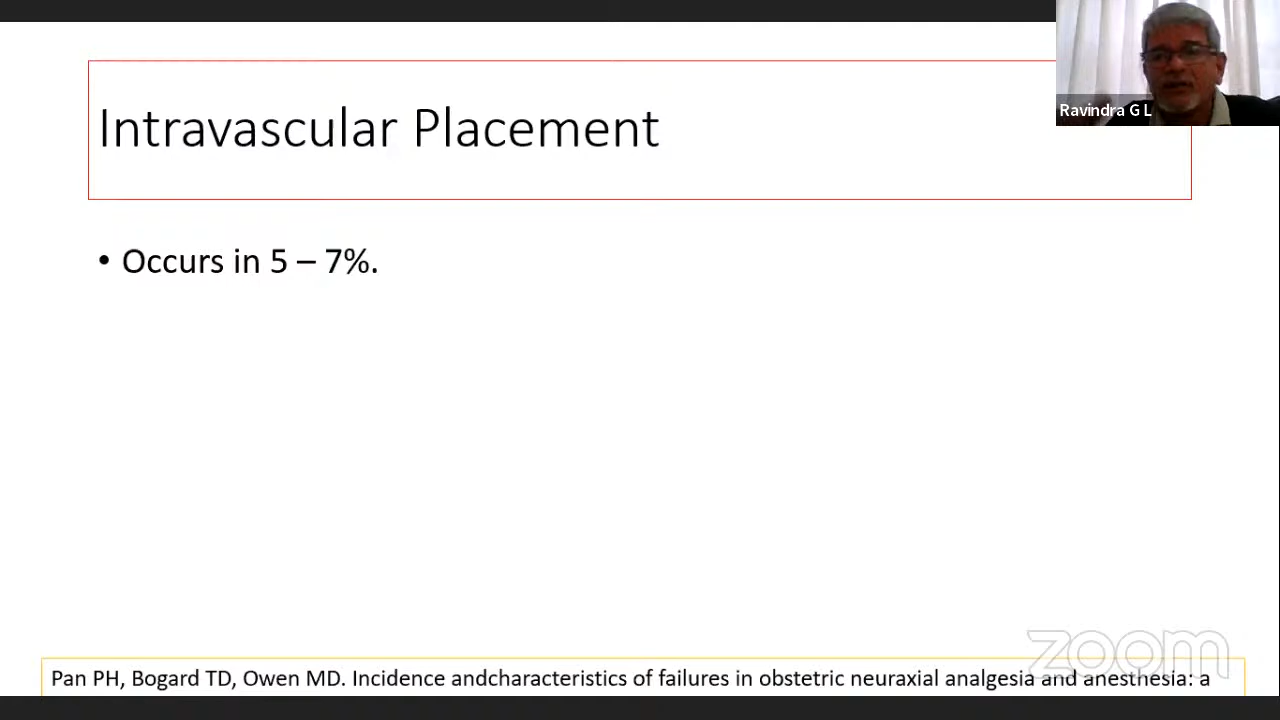 Intravascular Placement
Ravindra G L
• Occurs in 5 – 7%.
zoom
Pan PH, Bogard TD, Owen MD. Incidence andcharacteristics of failures in obstetric neuraxial analgesia and anesthesia: a